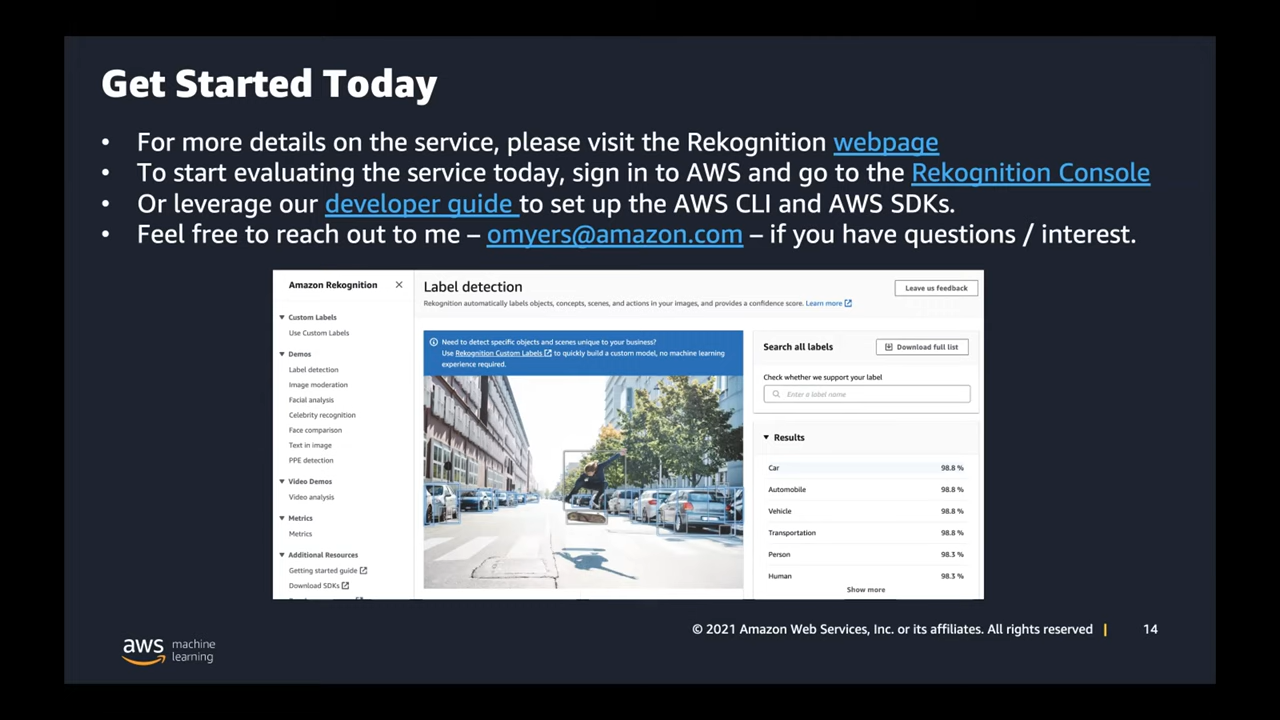 Get Started Today
• For more details on the service, please visit the Rekognition webpage
• To start evaluating the service today, sign in to AWS and go to the Rekognition Console
• Or leverage our developer guide to set up the AWS CLI and AWS SDKs.
• Feel free to reach out to me – omyers@amazon.com – if you have questions / interest.
Amazon Rekognition
Custom Labels
Use Custom Labels
Demos
Label detection
Image moderation
Facial analysis
Celebrity recognition
Face comparison
Text in image
PPE detection
Video Demos
Video analysis
Metrics
Metrics
Additional Resources
Getting started guide
Download SDKs
Label detection
Leave us feedback
Rekognition automatically labels objects, concepts, scenes, and actions in your images, and provides a confidence score. Learn more
Need to detect specific objects and scenes unique to your business?
Use Rekognition Custom Labels to quickly build a custom model, no machine learning
experience required.
Search all labels
Download full list
Check whether we support your label
Enter a label name
Results
Car 98.8 %
Automobile 98.8 %
Vehicle 98.8 %
Transportation 98.8 %
Person 98.3 %
Human 98.3 %
Show more
aws machine
learning
© 2021 Amazon Web Services, Inc. or its affiliates. All rights reserved | 14